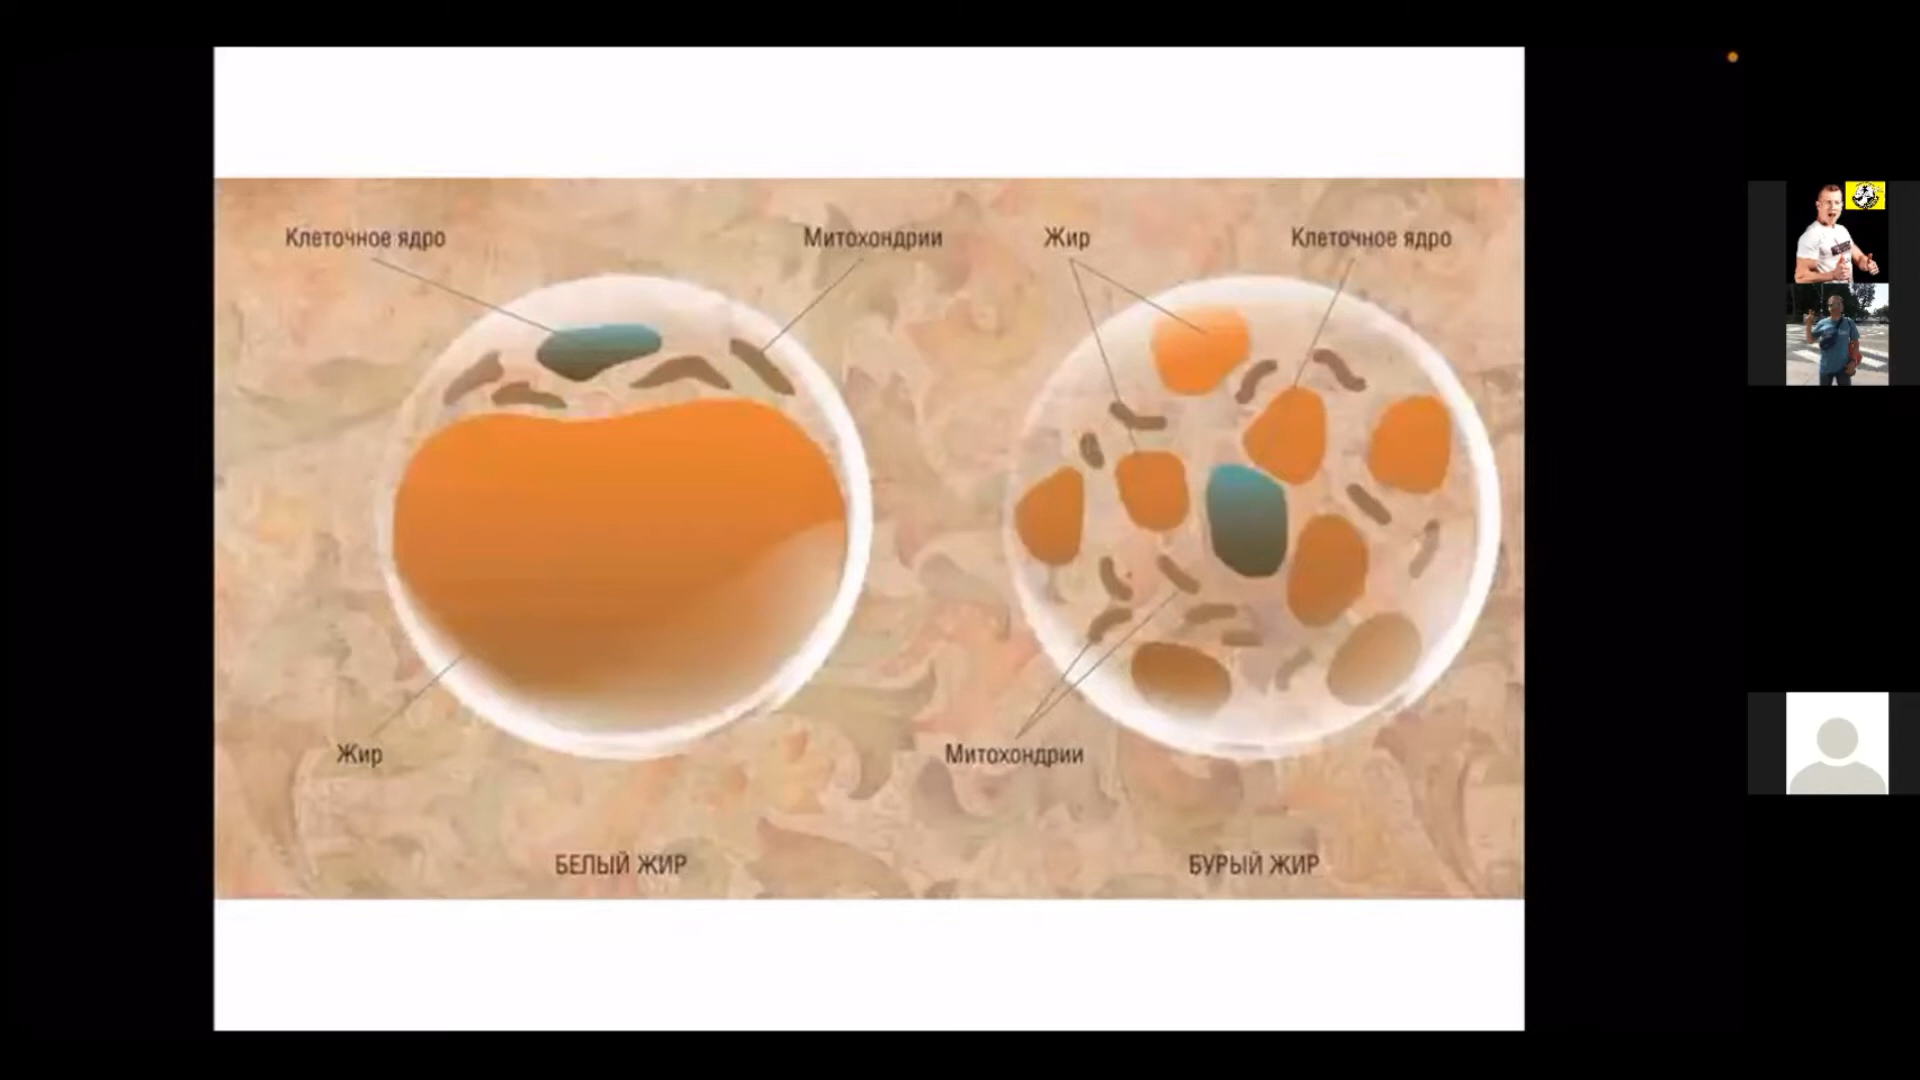 Клеточное ядро
Митохондрии
Жир
Клеточное ядро
Жир
Митохондрии
БЕЛЫЙ ЖИР
БУРЫЙ ЖИР